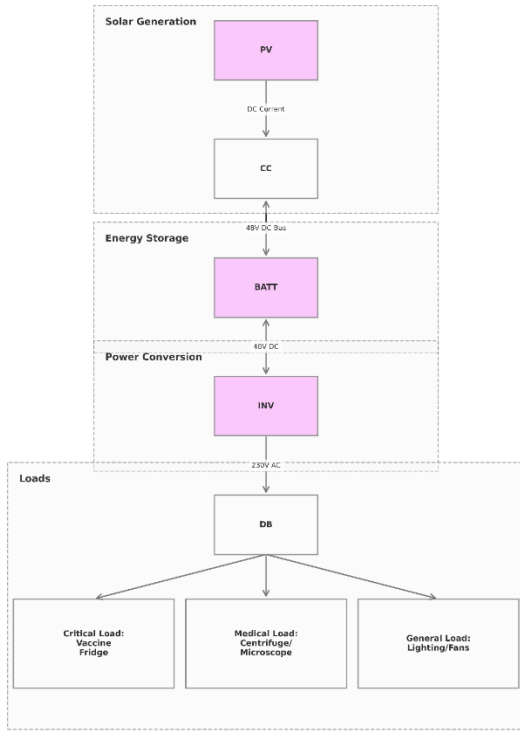 Solar Generation
PV
DC Current
CC
48V DC Bus
Energy Storage
BATT
48V DC
Power Conversion
INV
230V AC
Loads
DB
Critical Load:
Vaccine
Fridge
Medical Load:
Centrifuge/
Microscope
General Load:
Lighting/Fans